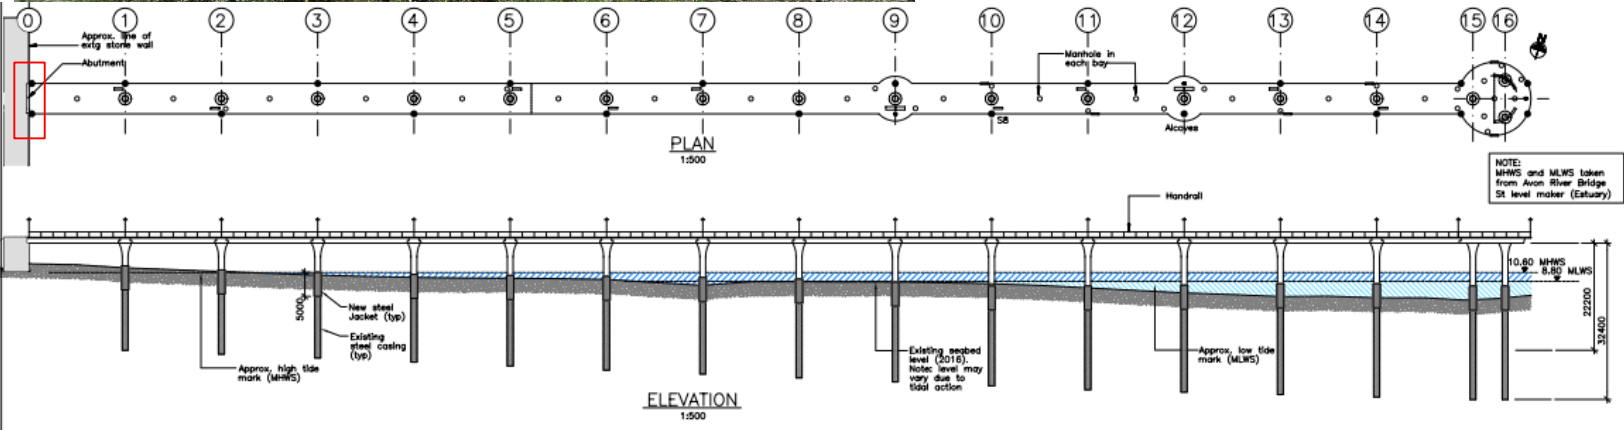 0 1 2 3 4 5 6 7 8 9 10 11 12 13 14 15 16
N
Approx. line of
extg stone wall
Abutment
Manhole in
each bay
S8
Alcoves
PLAN
1:500
NOTE:
MHWS and MLWS taken
from Avon River Bridge
St level maker (Estuary)
Handrail
10.60 MHWS
8.80 MLWS
5000
New steel
Jacket (typ)
Existing
steel casing
(typ)
Approx. high tide
mark (MHWS)
Existing seabed
level (2016).
Note: level may
vary due to
tidal action
Approx. low tide
mark (MLWS)
22200
32400
ELEVATION
1:500